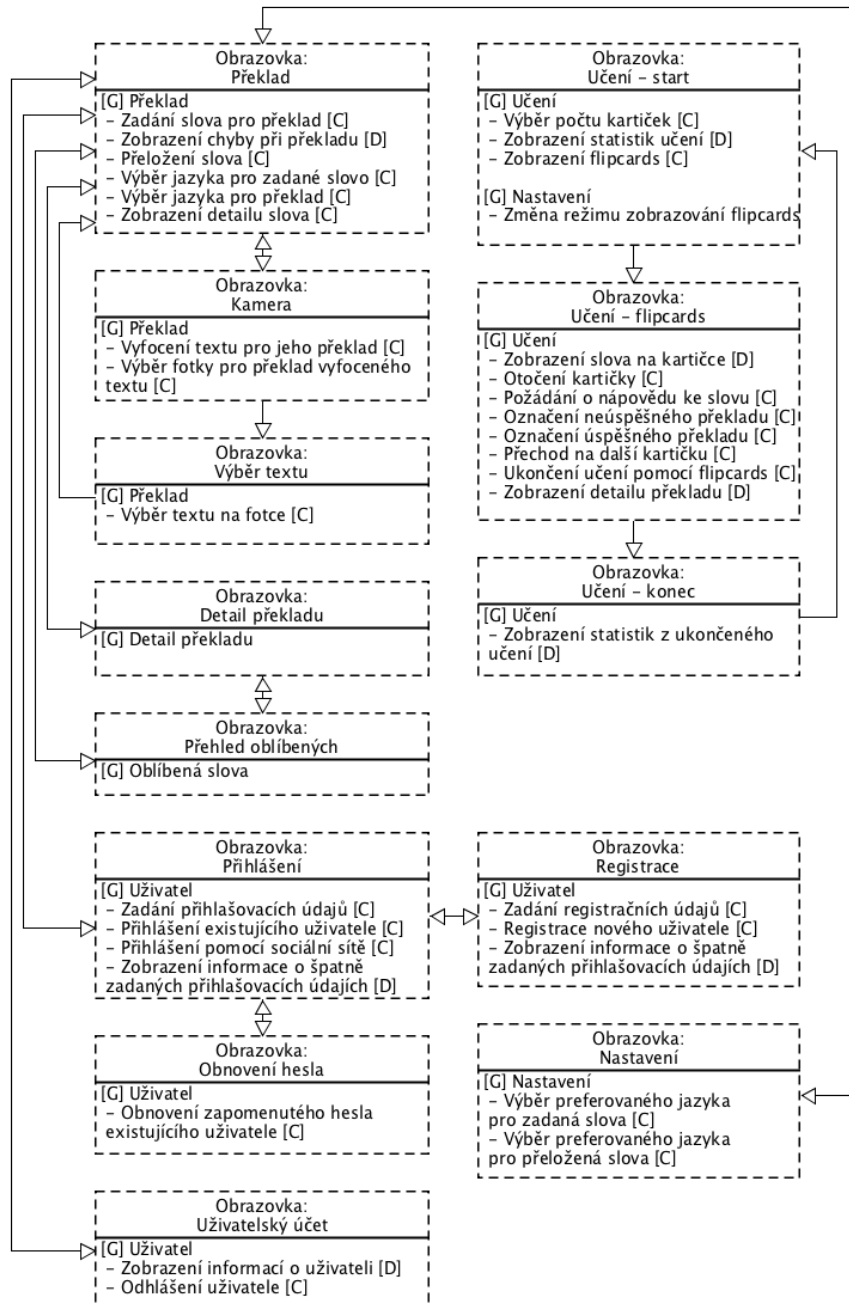 Obrazovka:
Překlad
[G] Překlad
– Zadání slova pro překlad [C]
– Zobrazení chyby při překladu [D]
– Přeložení slova [C]
– Výběr jazyka pro zadané slovo [C]
– Výběr jazyka pro překlad [C]
– Zobrazení detailu slova [C]
Obrazovka:
Kamera
[G] Překlad
– Vyfocení textu pro jeho překlad [C]
– Výběr fotky pro překlad vyfoceného
textu [C]
Obrazovka:
Výběr textu
[G] Překlad
– Výběr textu na fotce [C]
Obrazovka:
Detail překladu
[G] Detail překladu
Obrazovka:
Přehled oblíbených
[G] Oblíbená slova
Obrazovka:
Přihlášení
[G] Uživatel
– Zadání přihlašovacích údajů [C]
– Přihlášení existujícího uživatele [C]
– Přihlášení pomocí sociální sítě [C]
– Zobrazení informace o špatně
zadaných přihlašovacích údajích [D]
Obrazovka:
Obnovení hesla
[G] Uživatel
– Obnovení zapomenutého hesla
existujícího uživatele [C]
Obrazovka:
Uživatelský účet
[G] Uživatel
– Zobrazení informací o uživateli [D]
– Odhlášení uživatele [C]
Obrazovka:
Učení – start
[G] Učení
– Výběr počtu kartiček [C]
– Zobrazení statistik učení [D]
– Zobrazení flipcards [C]
[G] Nastavení
– Změna režimu zobrazování flipcards
Obrazovka:
Učení – flipcards
[G] Učení
– Zobrazení slova na kartičce [D]
– Otočení kartičky [C]
– Požádání o nápovědu ke slovu [C]
– Označení neúspěšného překladu [C]
– Označení úspěšného překladu [C]
– Přechod na další kartičku [C]
– Ukončení učení pomocí flipcards [C]
– Zobrazení detailu překladu [D]
Obrazovka:
Učení – konec
[G] Učení
– Zobrazení statistik z ukončeného
učení [D]
Obrazovka:
Registrace
[G] Uživatel
– Zadání registračních údajů [C]
– Registrace nového uživatele [C]
– Zobrazení informace o špatně
zadaných přihlašovacích údajích [D]
Obrazovka:
Nastavení
[G] Nastavení
– Výběr preferovaného jazyka
pro zadaná slova [C]
– Výběr preferovaného jazyka
pro přeložená slova [C]